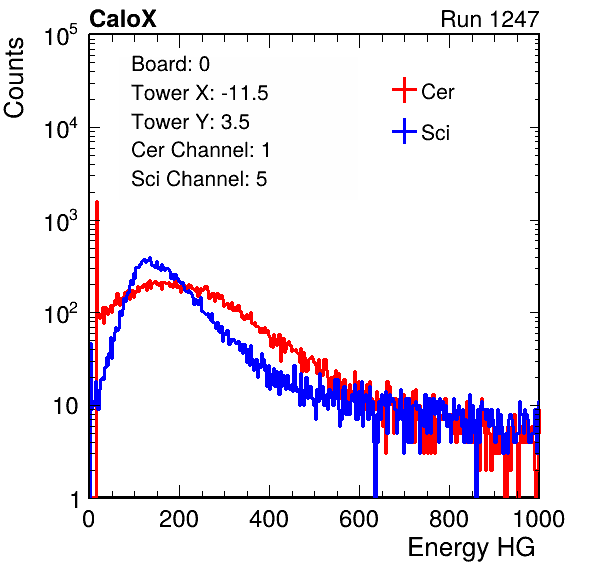 CaloX Run 1247
Counts
10^5
10^4
10^3
10^2
10
1
Board: 0
Tower X: -11.5
Tower Y: 3.5
Cer Channel: 1
Sci Channel: 5
Cer
Sci
0 200 400 600 800 1000
Energy HG